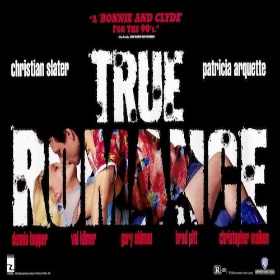 "A 'BONNIE AND CLYDE'
FOR THE 90's."
christian slater
patricia arquette
TRUE
ROMANCE
dennis hopper val kilmer gary oldman brad pitt christopher walken
R